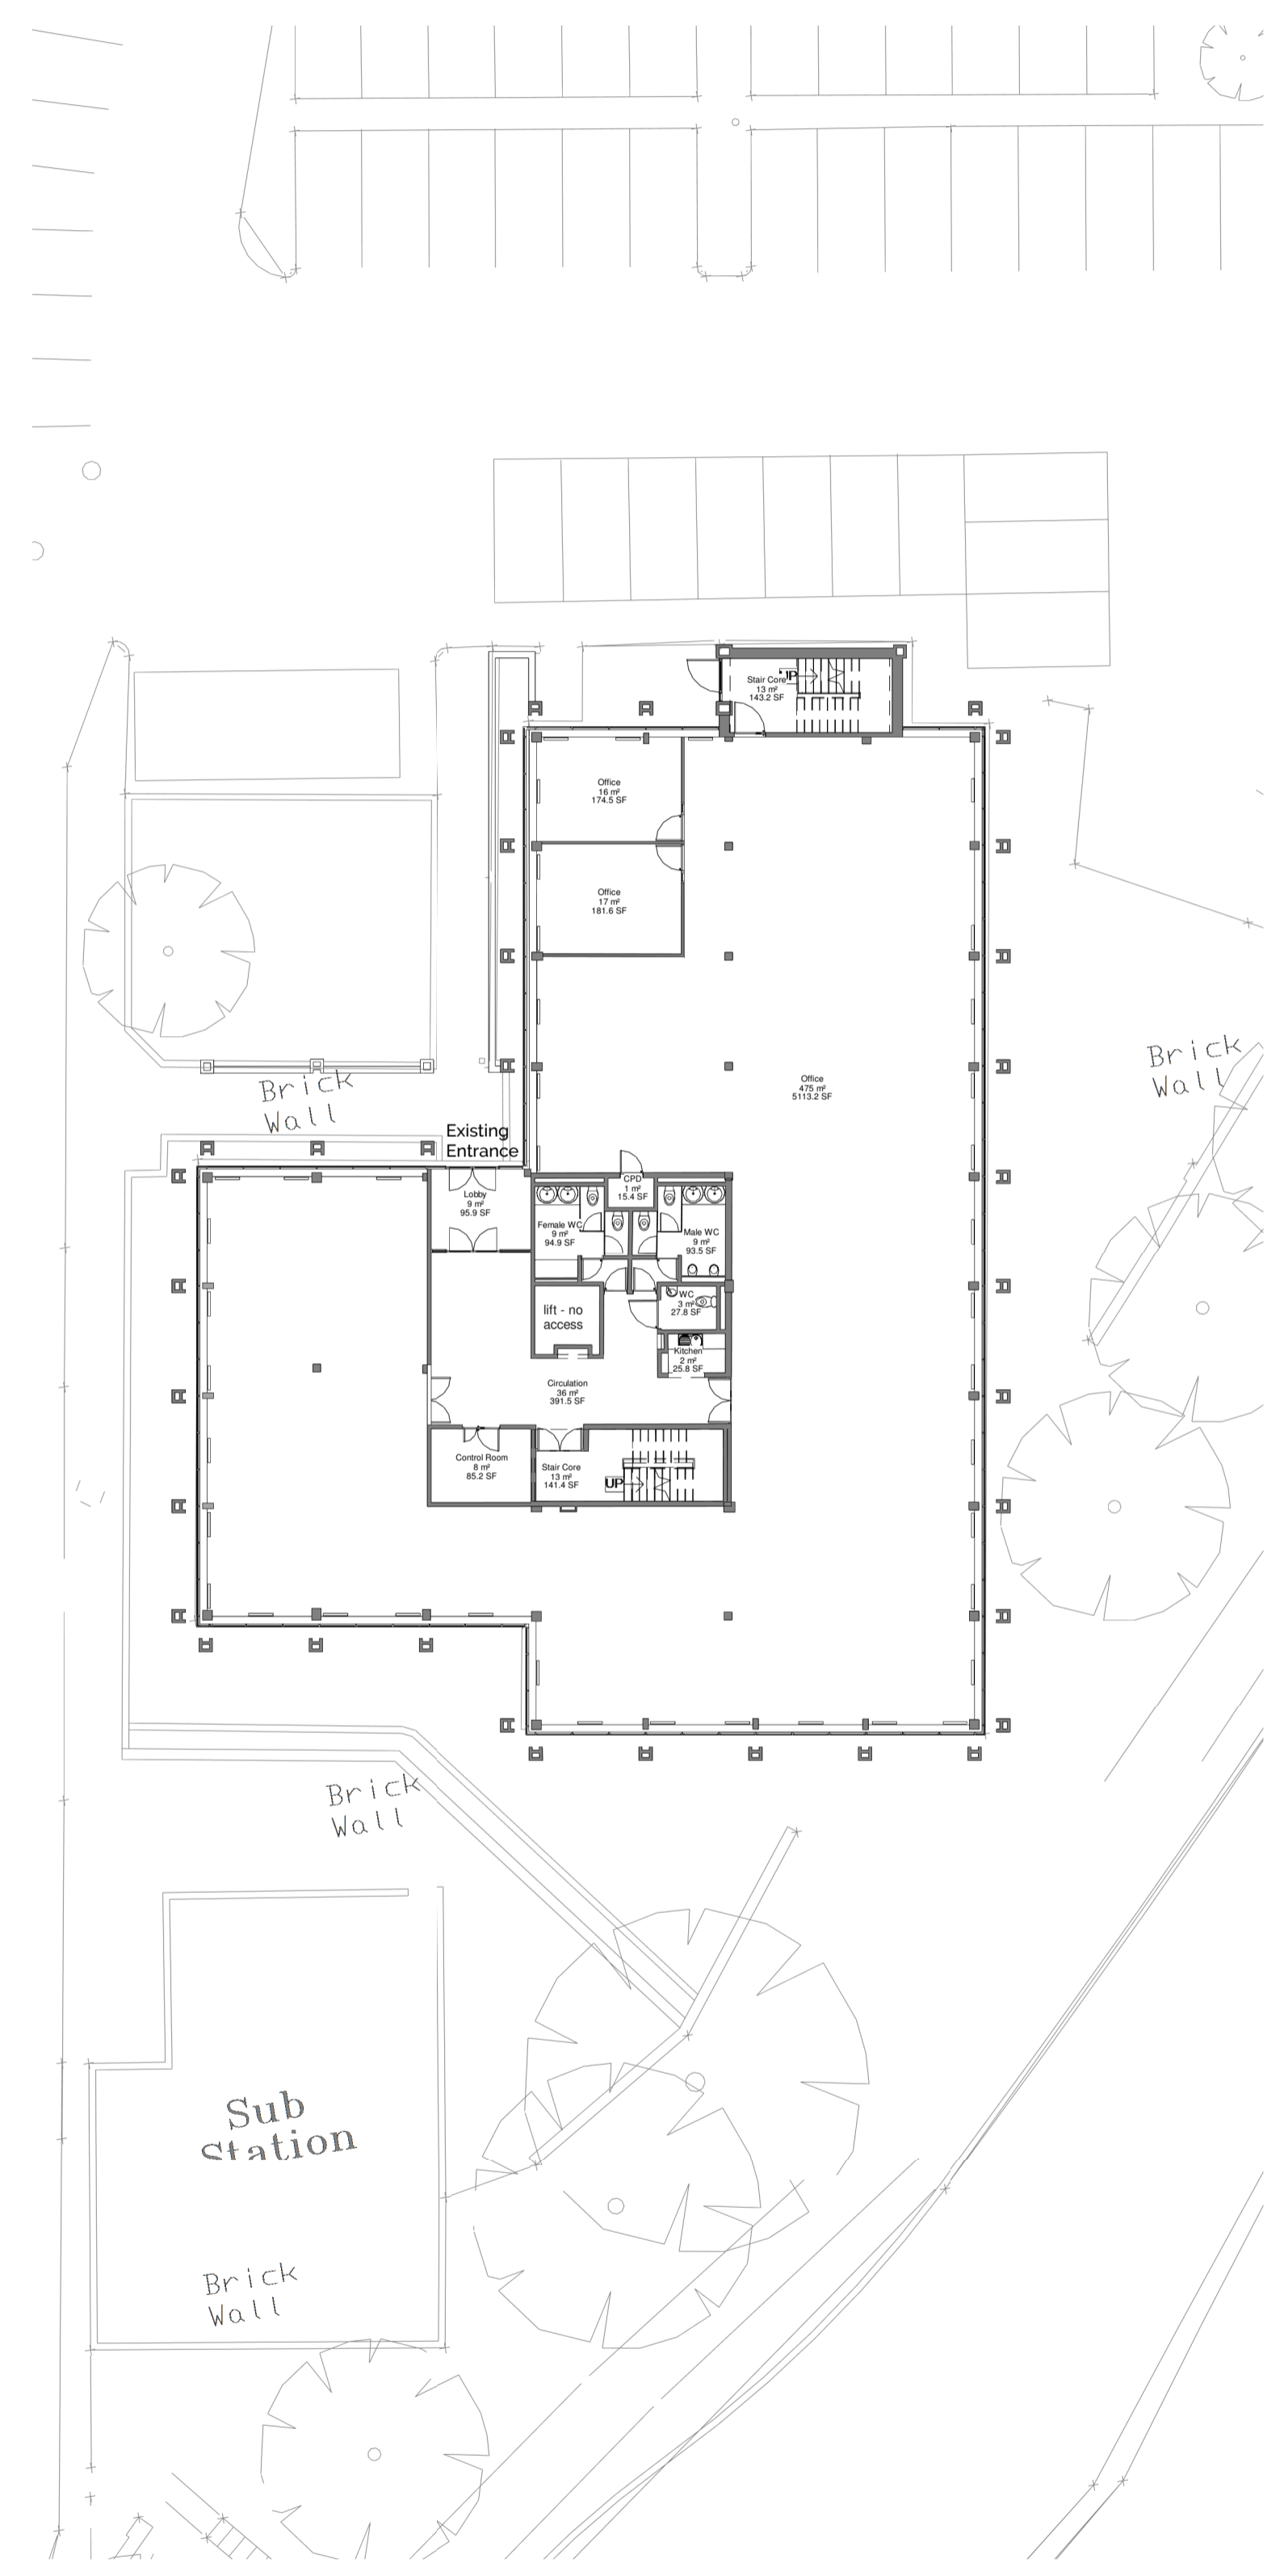 Stair Core
13 m²
143.2 SF
UP
Office
16 m²
174.5 SF
Office
17 m²
181.6 SF
Brick
Wall
Brick
Wall
Office
475 m²
5113.2 SF
Existing
Entrance
Lobby
9 m²
95.9 SF
CPD
1 m²
15.4 SF
Female WC
9 m²
94.9 SF
Male WC
9 m²
93.5 SF
lift - no
access
WC
3 m²
27.8 SF
Kitchen
2 m²
25.8 SF
Circulation
36 m²
391.5 SF
Control Room
8 m²
85.2 SF
Stair Core
13 m²
141.4 SF
UP
Brick
Wall
Sub
Station
Brick
Wall